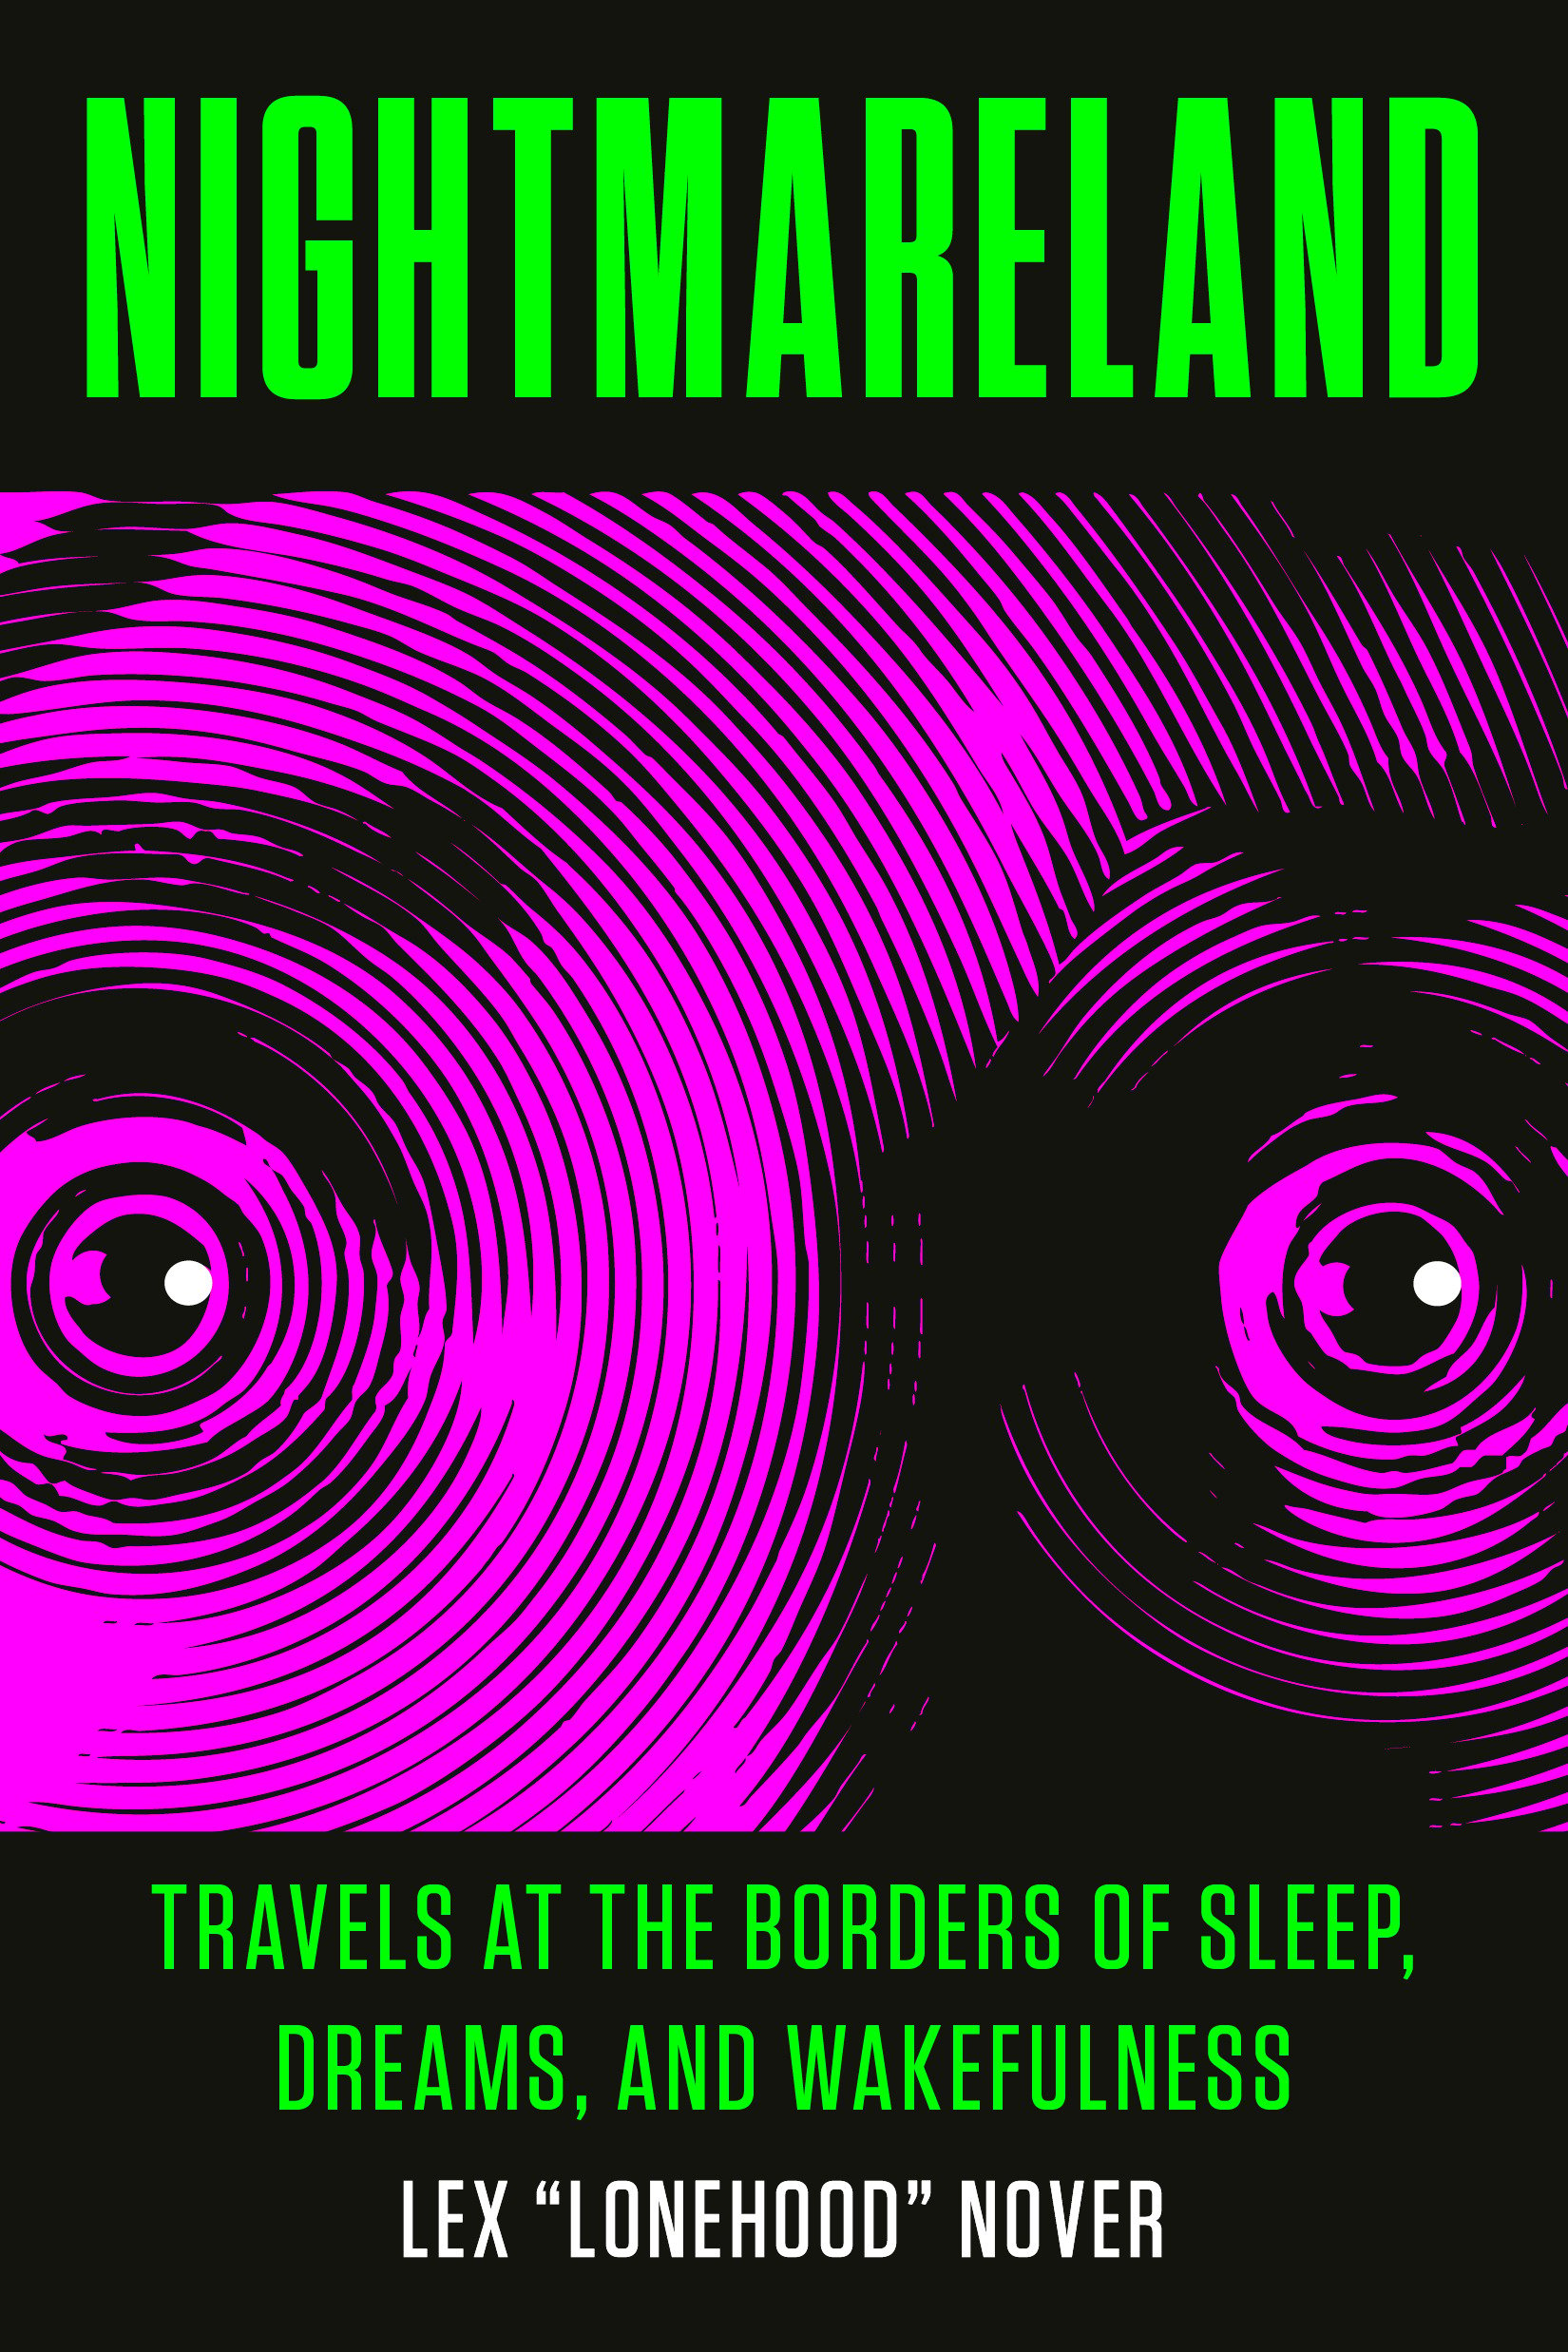 NIGHTMARELAND
TRAVELS AT THE BORDERS OF SLEEP,
DREAMS, AND WAKEFULNESS
LEX “LONEHOOD” NOVER